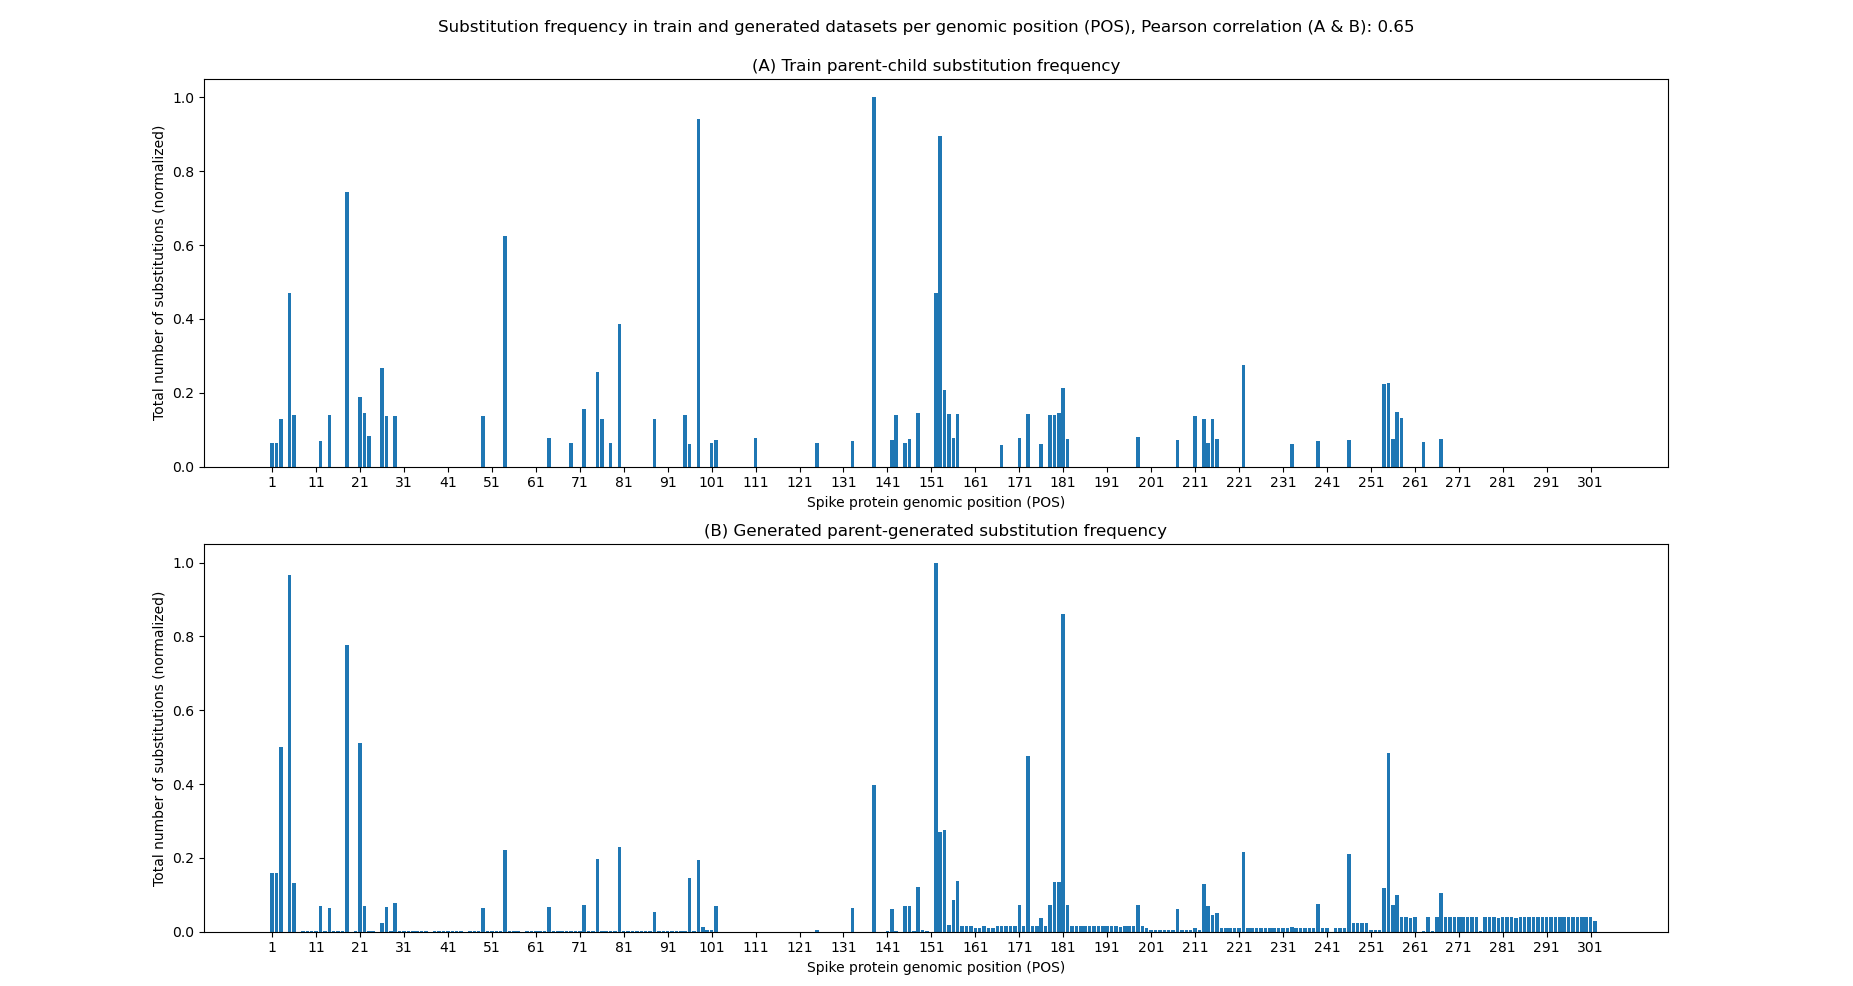 Substitution frequency in train and generated datasets per genomic position (POS), Pearson correlation (A & B): 0.65
(A) Train parent-child substitution frequency
Total number of substitutions (normalized)
1.0
0.8
0.6
0.4
0.2
0.0
1 11 21 31 41 51 61 71 81 91 101 111 121 131 141 151 161 171 181 191 201 211 221 231 241 251 261 271 281 291 301
Spike protein genomic position (POS)
(B) Generated parent-generated substitution frequency
Total number of substitutions (normalized)
1.0
0.8
0.6
0.4
0.2
0.0
1 11 21 31 41 51 61 71 81 91 101 111 121 131 141 151 161 171 181 191 201 211 221 231 241 251 261 271 281 291 301
Spike protein genomic position (POS)